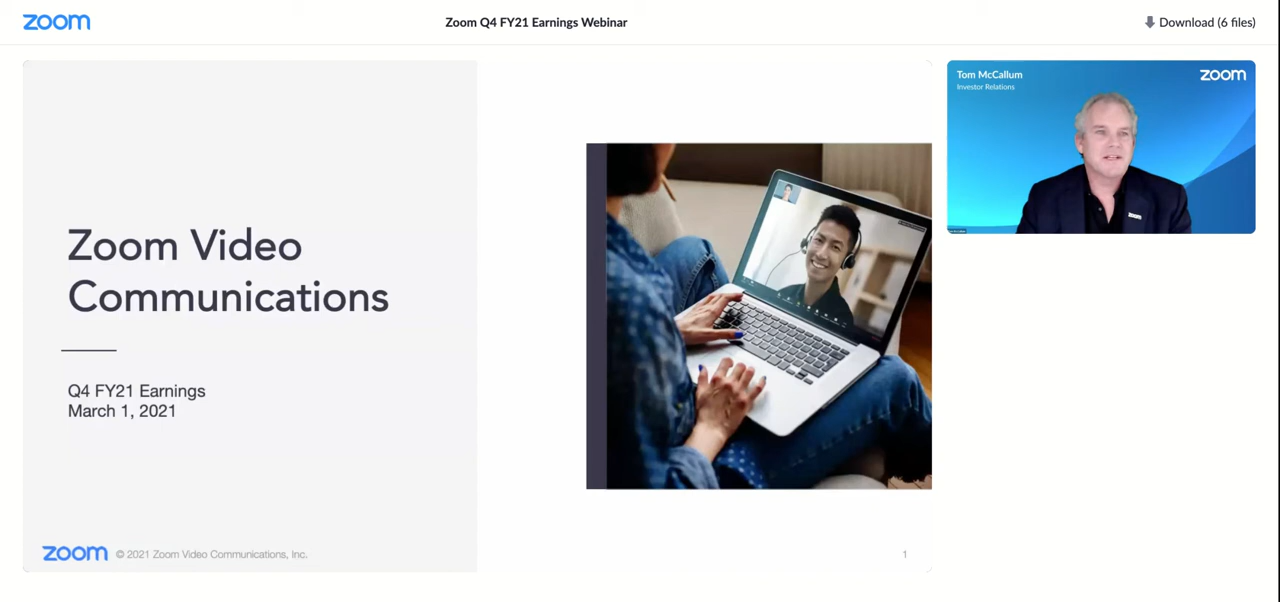 zoom
Zoom Q4 FY21 Earnings Webinar
Download (6 files)
Zoom Video
Communications
Q4 FY21 Earnings
March 1, 2021
zoom
© 2021 Zoom Video Communications, Inc.
1
Tom McCallum
Investor Relations
zoom
zoom